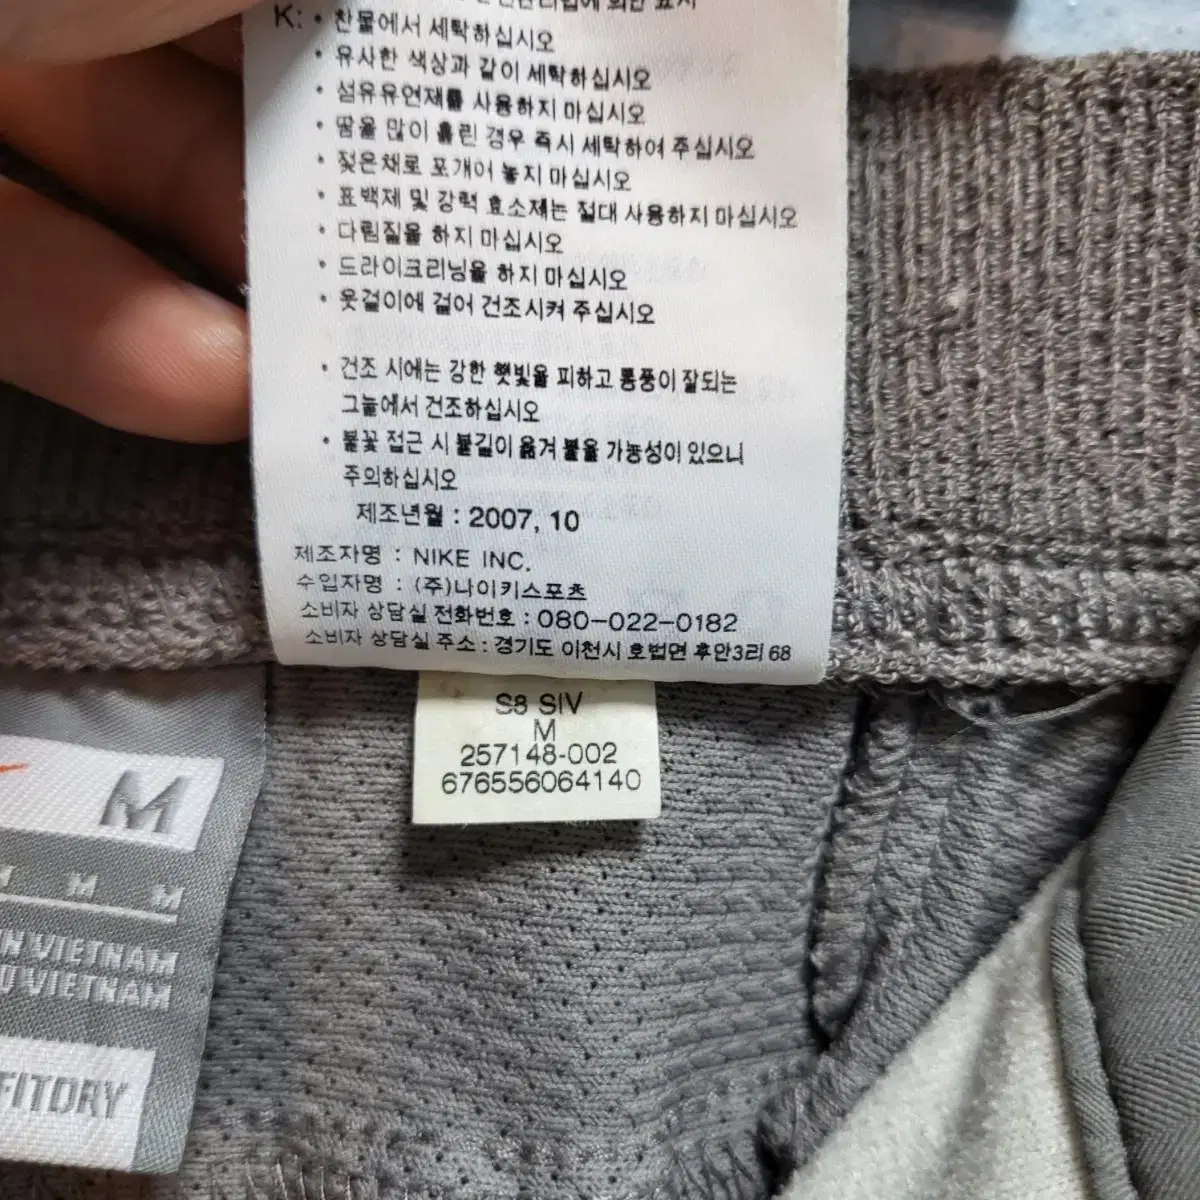 K: • 찬물에서 세탁하십시오
• 유사한 색상과 같이 세탁하십시오
• 섬유유연제를 사용하지 마십시오
• 땀을 많이 흘린 경우 즉시 세탁하여 주십시오
• 젖은채로 포개어 놓지 마십시오
• 표백제 및 강력 효소제는 절대 사용하지 마십시오
• 다림질을 하지 마십시오
• 드라이크리닝을 하지 마십시오
• 옷걸이에 걸어 건조시켜 주십시오
• 건조 시에는 강한 햇빛을 피하고 통풍이 잘되는
그늘에서 건조하십시오
• 불꽃 접근 시 불길이 옮겨 붙을 가능성이 있으니
주의하십시오
제조년월 : 2007, 10
제조자명 : NIKE INC.
수입자명 : (주)나이키스포츠
소비자 상담실 전화번호 : 080-022-0182
소비자 상담실 주소 : 경기도 이천시 호법면 후안3리 68
S8 SIV
M
257148-002
676556064140
M
M M
VIETNAM
VIETNAM
FITDRY